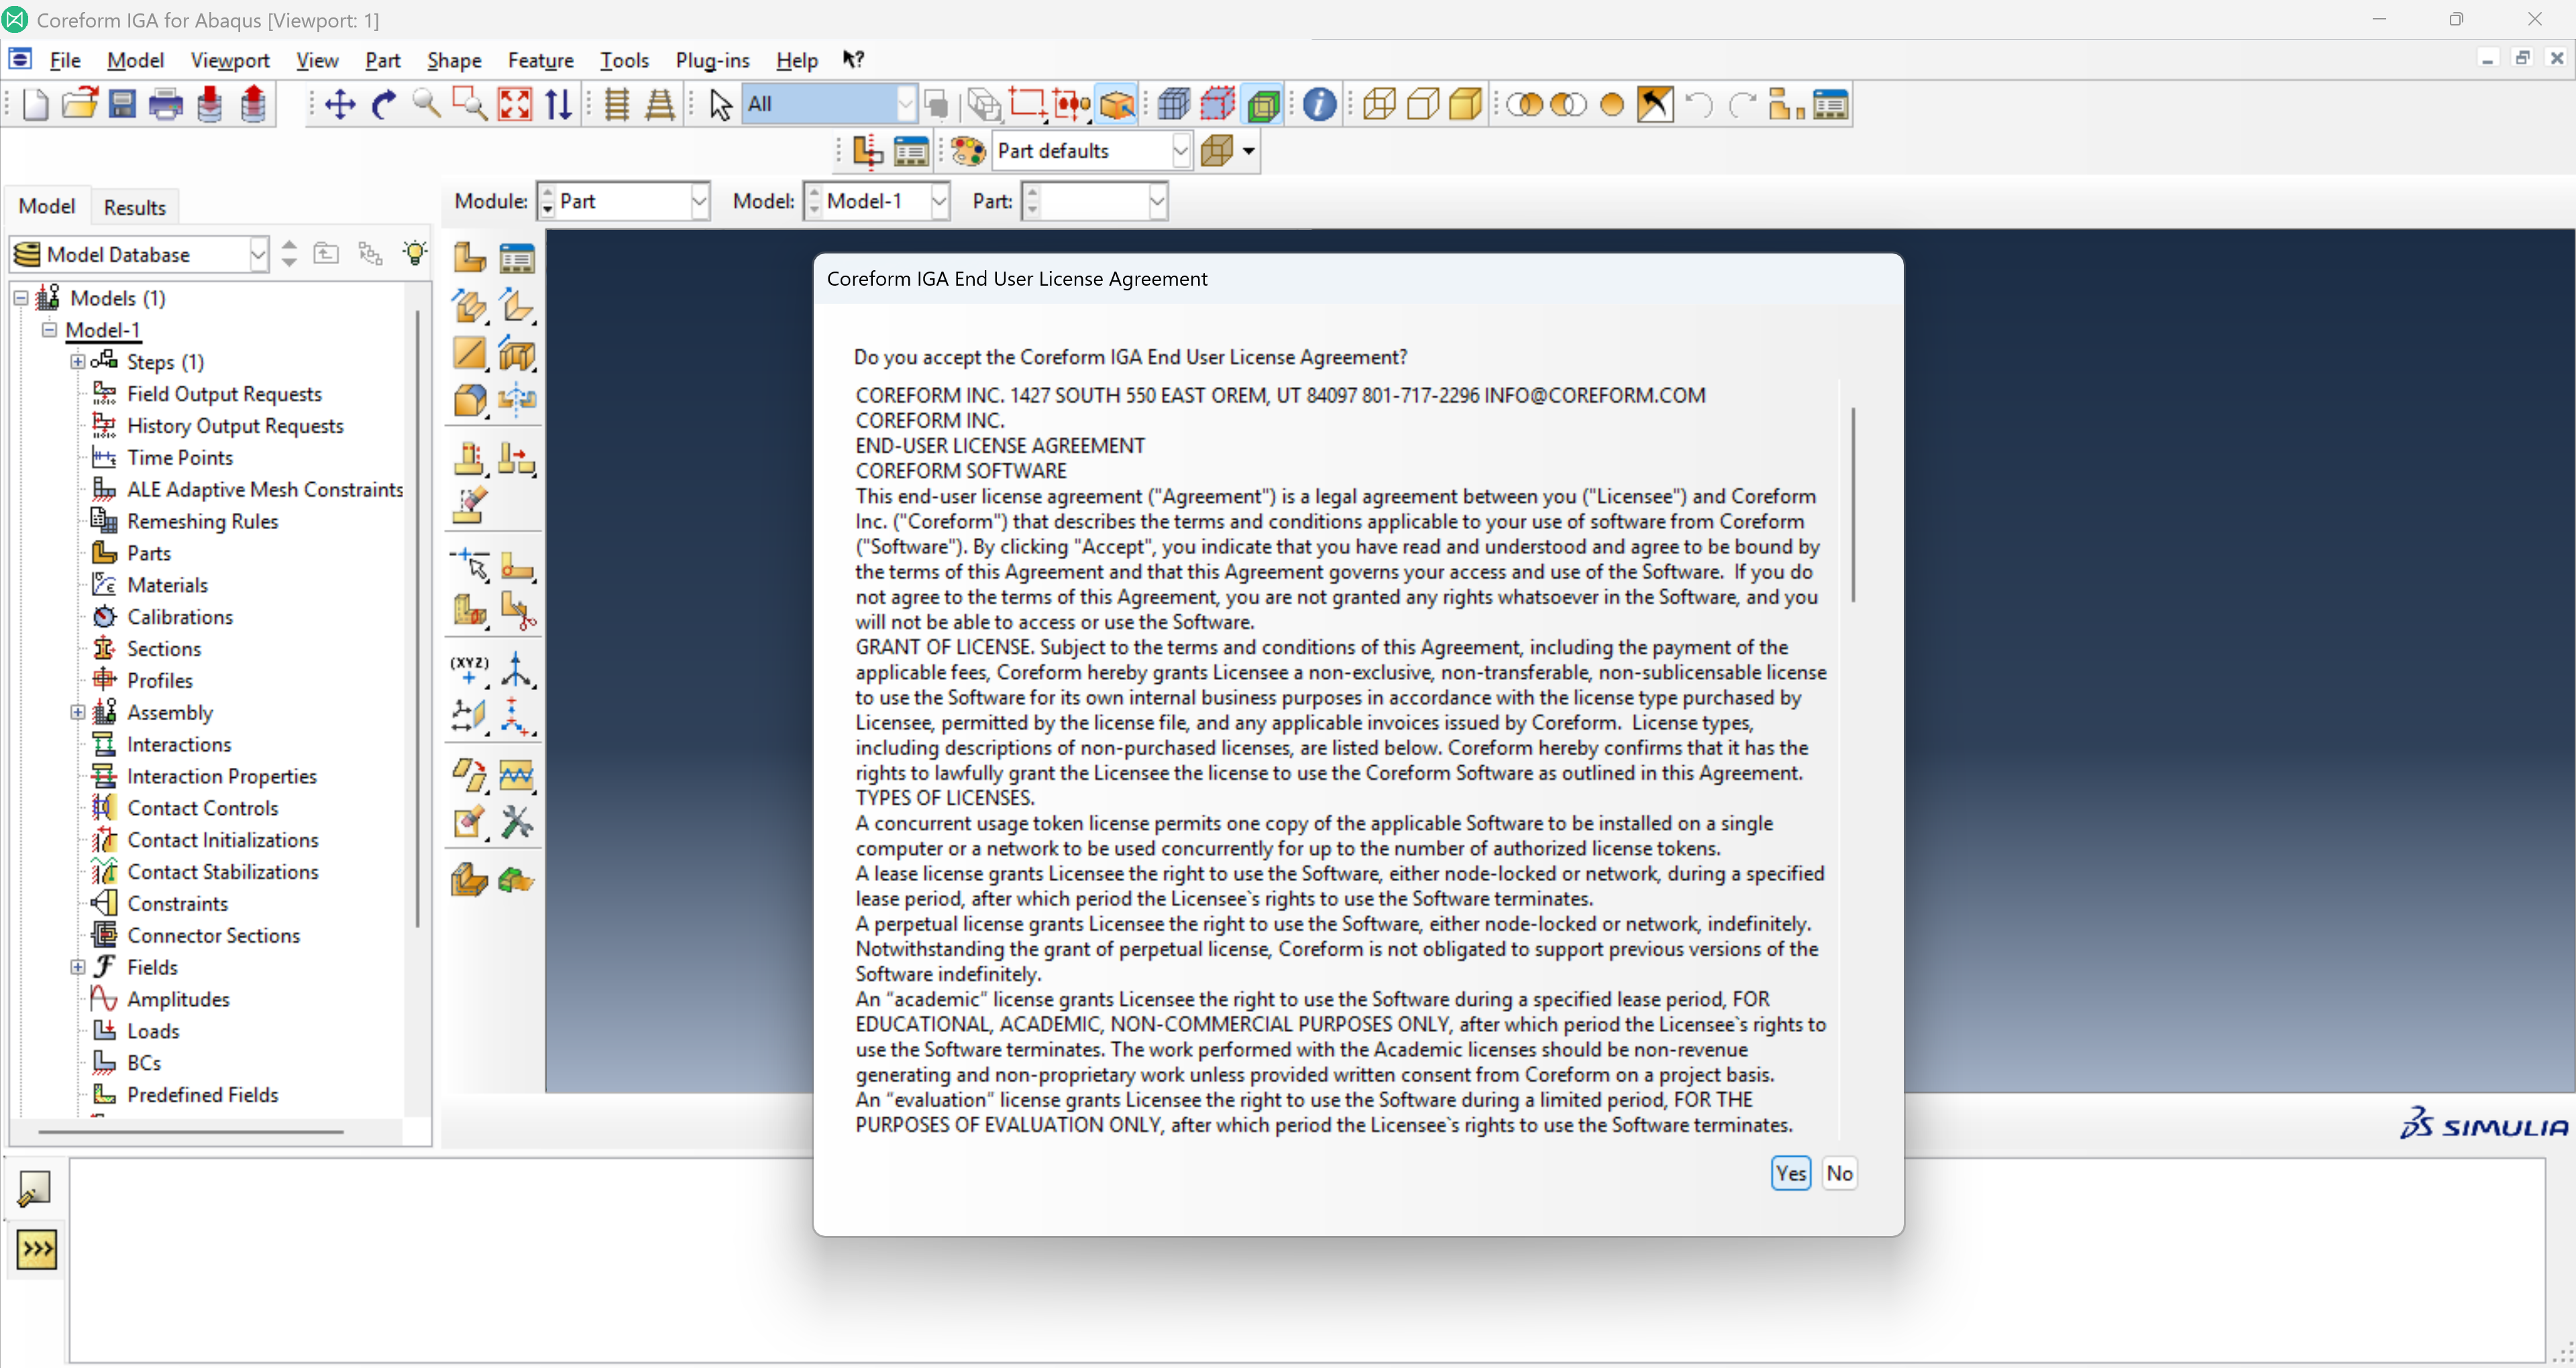 Coreform IGA for Abaqus [Viewport: 1]
File Model Viewport View Part Shape Feature Tools Plug-ins Help
All
Part defaults
Model Results
Module: Part Model: Model-1 Part:
Model Database
Models (1)
Model-1
Steps (1)
Field Output Requests
History Output Requests
Time Points
ALE Adaptive Mesh Constraints
Remeshing Rules
Parts
Materials
Calibrations
Sections
Profiles
Assembly
Interactions
Interaction Properties
Contact Controls
Contact Initializations
Contact Stabilizations
Constraints
Connector Sections
Fields
Amplitudes
Loads
BCs
Predefined Fields
(XYZ)
Coreform IGA End User License Agreement
Do you accept the Coreform IGA End User License Agreement?
COREFORM INC. 1427 SOUTH 550 EAST OREM, UT 84097 801-717-2296 INFO@COREFORM.COM
COREFORM INC.
END-USER LICENSE AGREEMENT
COREFORM SOFTWARE
This end-user license agreement ("Agreement") is a legal agreement between you ("Licensee") and Coreform
Inc. ("Coreform") that describes the terms and conditions applicable to your use of software from Coreform
("Software"). By clicking "Accept", you indicate that you have read and understood and agree to be bound by
the terms of this Agreement and that this Agreement governs your access and use of the Software.  If you do
not agree to the terms of this Agreement, you are not granted any rights whatsoever in the Software, and you
will not be able to access or use the Software.
GRANT OF LICENSE. Subject to the terms and conditions of this Agreement, including the payment of the
applicable fees, Coreform hereby grants Licensee a non-exclusive, non-transferable, non-sublicensable license
to use the Software for its own internal business purposes in accordance with the license type purchased by
Licensee, permitted by the license file, and any applicable invoices issued by Coreform.  License types,
including descriptions of non-purchased licenses, are listed below. Coreform hereby confirms that it has the
rights to lawfully grant the Licensee the license to use the Coreform Software as outlined in this Agreement.
TYPES OF LICENSES.
A concurrent usage token license permits one copy of the applicable Software to be installed on a single
computer or a network to be used concurrently for up to the number of authorized license tokens.
A lease license grants Licensee the right to use the Software, either node-locked or network, during a specified
lease period, after which period the Licensee`s rights to use the Software terminates.
A perpetual license grants Licensee the right to use the Software, either node-locked or network, indefinitely.
Notwithstanding the grant of perpetual license, Coreform is not obligated to support previous versions of the
Software indefinitely.
An "academic" license grants Licensee the right to use the Software during a specified lease period, FOR
EDUCATIONAL, ACADEMIC, NON-COMMERCIAL PURPOSES ONLY, after which period the Licensee`s rights to
use the Software terminates. The work performed with the Academic licenses should be non-revenue
generating and non-proprietary work unless provided written consent from Coreform on a project basis.
An "evaluation" license grants Licensee the right to use the Software during a limited period, FOR THE
PURPOSES OF EVALUATION ONLY, after which period the Licensee`s rights to use the Software terminates.
Yes No
SIMULIA
>>>